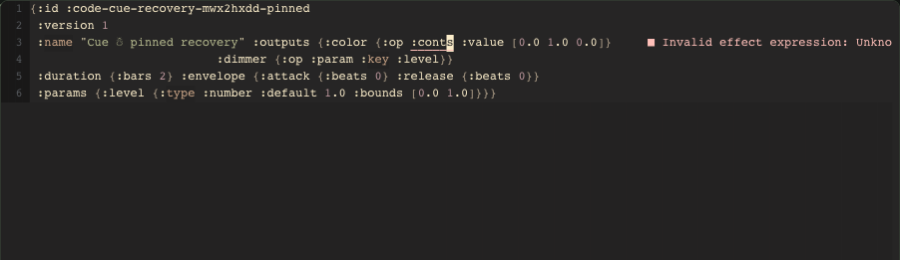 1 {:id :code-cue-recovery-mwx2hxdd-pinned
2 :version 1
3 :name "Cue pinned recovery" :outputs {:color {:op :conts :value [0.0 1.0 0.0]} ■ Invalid effect expression: Unkno
4 :dimmer {:op :param :key :level}}
5 :duration {:bars 2} :envelope {:attack {:beats 0} :release {:beats 0}}
6 :params {:level {:type :number :default 1.0 :bounds [0.0 1.0]}}}